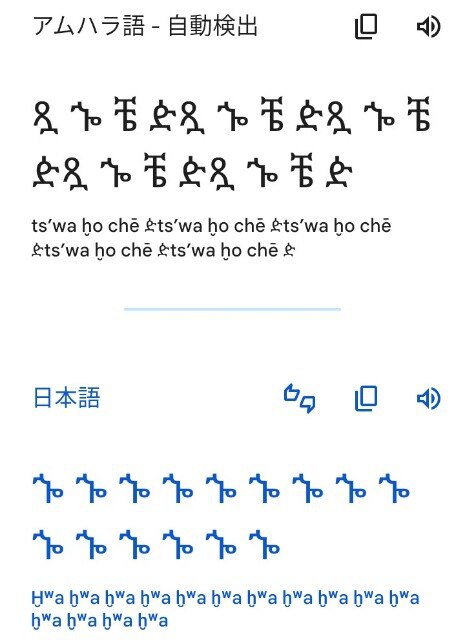 アムハラ語 - 自動検出
ጿ ኈ ቼ ዽጿ ኈ ቼ ዽጿ ኈ ቼ
ዽጿ ኈ ቼ ዽጿ ኈ ቼ ዽ
ts’wa ḫo chē ዽts’wa ḫo chē ዽts’wa ḫo chē
ዽts’wa ḫo chē ዽts’wa ḫo chē ዽ
日本語
ኈ ኈ ኈ ኈ ኈ ኈ ኈ ኈ ኈ
ኈ ኈ ኈ ኈ ኈ ኈ
Ḫʷa ḫʷa ḫʷa ḫʷa ḫʷa ḫʷa ḫʷa ḫʷa ḫʷa ḫʷa ḫʷa
ḫʷa ḫʷa ḫʷa ḫʷa